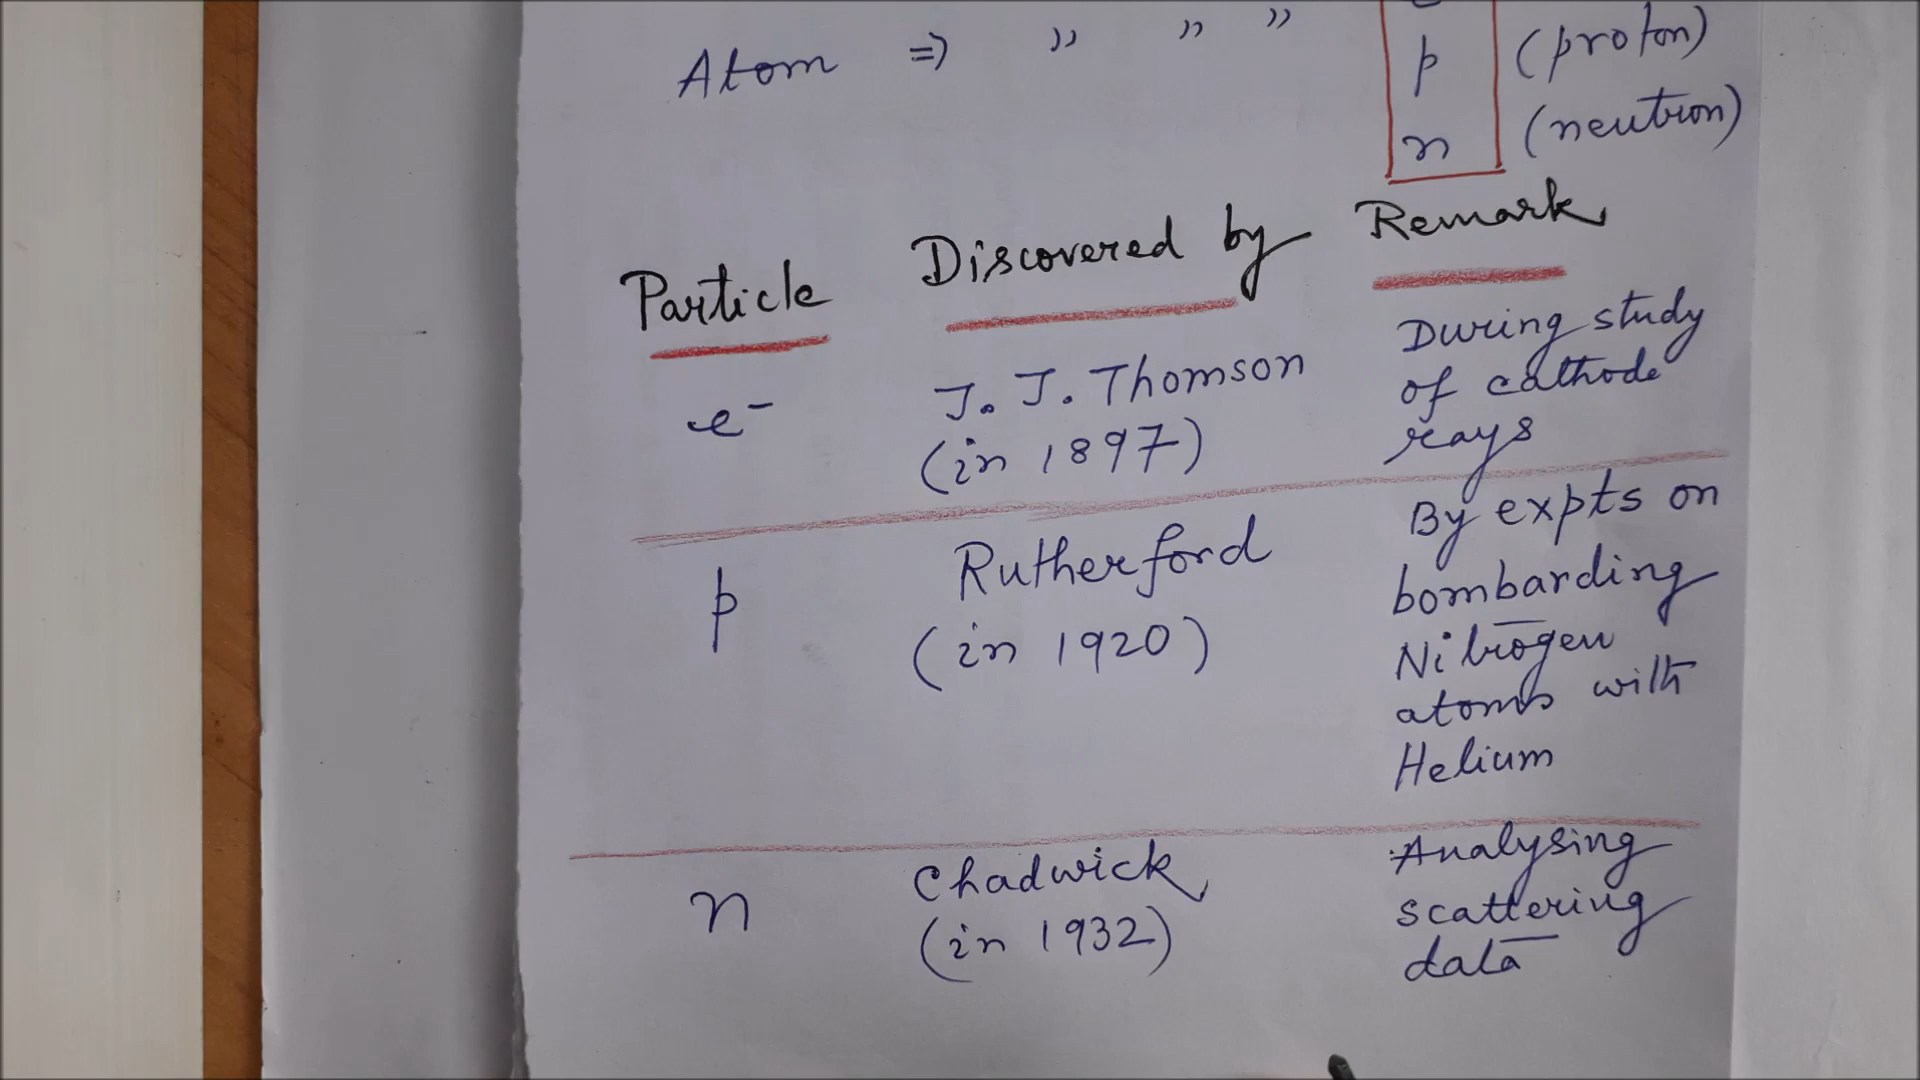 Atom => " " " p (proton)
n (neutron)
Particle Discovered by Remark
e⁻ J. J. Thomson During study
(in 1897) of cathode
rays
p Rutherford By expts on
(in 1920) bombarding
Nitrogen
atoms with
Helium
n Chadwick Analysing
(in 1932) scattering
data